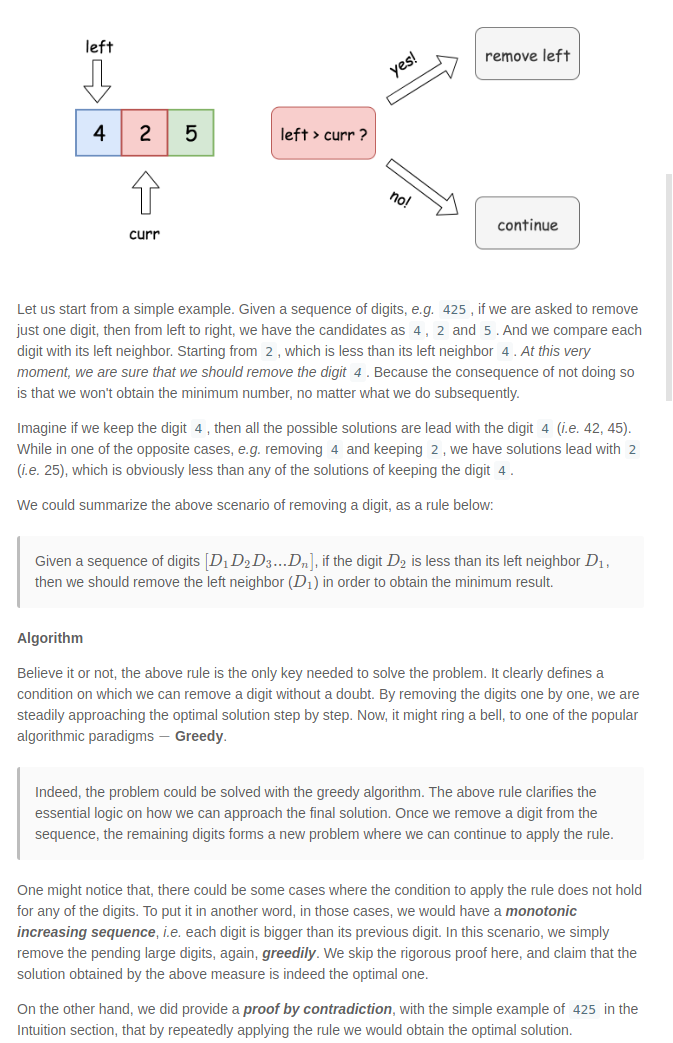 left
yes!
remove left
4 2 5
left > curr ?
no!
curr
continue
Let us start from a simple example. Given a sequence of digits, e.g. 425 , if we are asked to remove
just one digit, then from left to right, we have the candidates as 4 , 2 and 5 . And we compare each
digit with its left neighbor. Starting from 2 , which is less than its left neighbor 4 . At this very
moment, we are sure that we should remove the digit 4 . Because the consequence of not doing so
is that we won't obtain the minimum number, no matter what we do subsequently.
Imagine if we keep the digit 4 , then all the possible solutions are lead with the digit 4 (i.e. 42, 45).
While in one of the opposite cases, e.g. removing 4 and keeping 2 , we have solutions lead with 2
(i.e. 25), which is obviously less than any of the solutions of keeping the digit 4 .
We could summarize the above scenario of removing a digit, as a rule below:
Given a sequence of digits [D₁D₂D₃...Dₙ], if the digit D₂ is less than its left neighbor D₁,
then we should remove the left neighbor (D₁) in order to obtain the minimum result.
Algorithm
Believe it or not, the above rule is the only key needed to solve the problem. It clearly defines a
condition on which we can remove a digit without a doubt. By removing the digits one by one, we are
steadily approaching the optimal solution step by step. Now, it might ring a bell, to one of the popular
algorithmic paradigms — Greedy.
Indeed, the problem could be solved with the greedy algorithm. The above rule clarifies the
essential logic on how we can approach the final solution. Once we remove a digit from the
sequence, the remaining digits forms a new problem where we can continue to apply the rule.
One might notice that, there could be some cases where the condition to apply the rule does not hold
for any of the digits. To put it in another word, in those cases, we would have a monotonic
increasing sequence, i.e. each digit is bigger than its previous digit. In this scenario, we simply
remove the pending large digits, again, greedily. We skip the rigorous proof here, and claim that the
solution obtained by the above measure is indeed the optimal one.
On the other hand, we did provide a proof by contradiction, with the simple example of 425 in the
Intuition section, that by repeatedly applying the rule we would obtain the optimal solution.